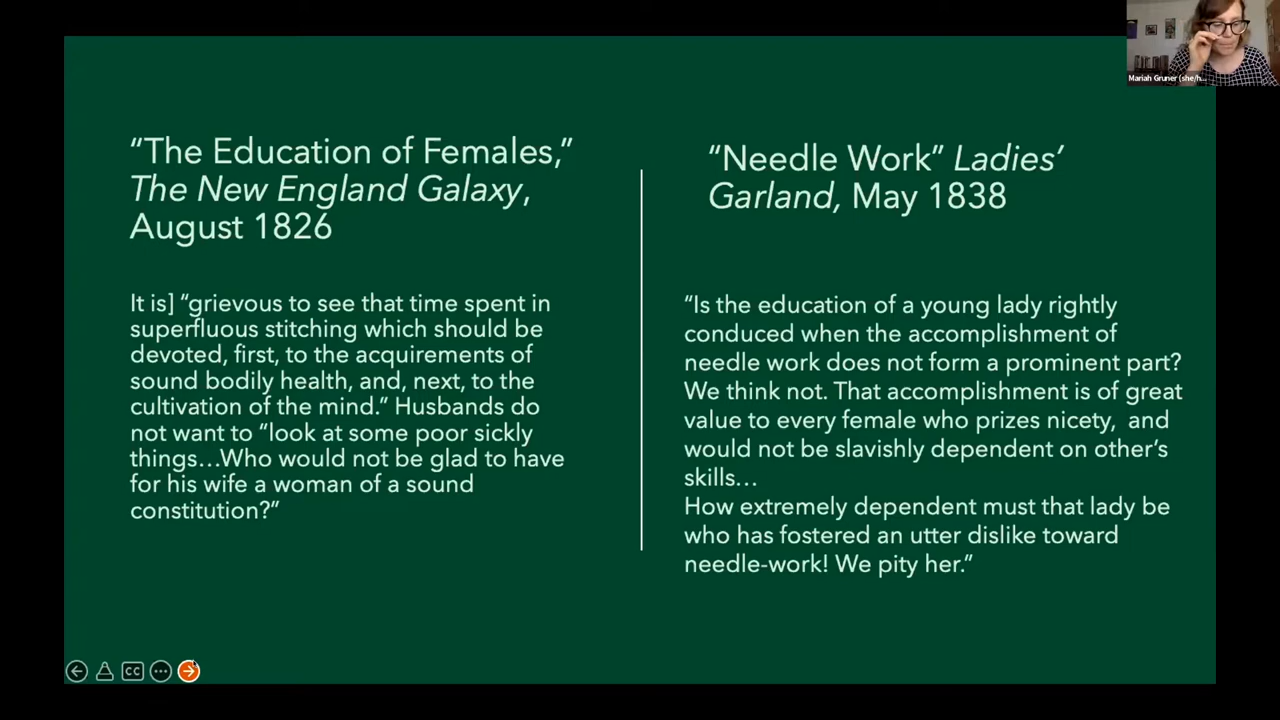 “The Education of Females,”
The New England Galaxy,
August 1826
It is] “grievous to see that time spent in
superfluous stitching which should be
devoted, first, to the acquirements of
sound bodily health, and, next, to the
cultivation of the mind.” Husbands do
not want to “look at some poor sickly
things…Who would not be glad to have
for his wife a woman of a sound
constitution?”
“Needle Work” Ladies’
Garland, May 1838
“Is the education of a young lady rightly
conduced when the accomplishment of
needle work does not form a prominent part?
We think not. That accomplishment is of great
value to every female who prizes nicety, and
would not be slavishly dependent on other’s
skills…
How extremely dependent must that lady be
who has fostered an utter dislike toward
needle-work! We pity her.”
Mariah Gruner (she/h...
CC